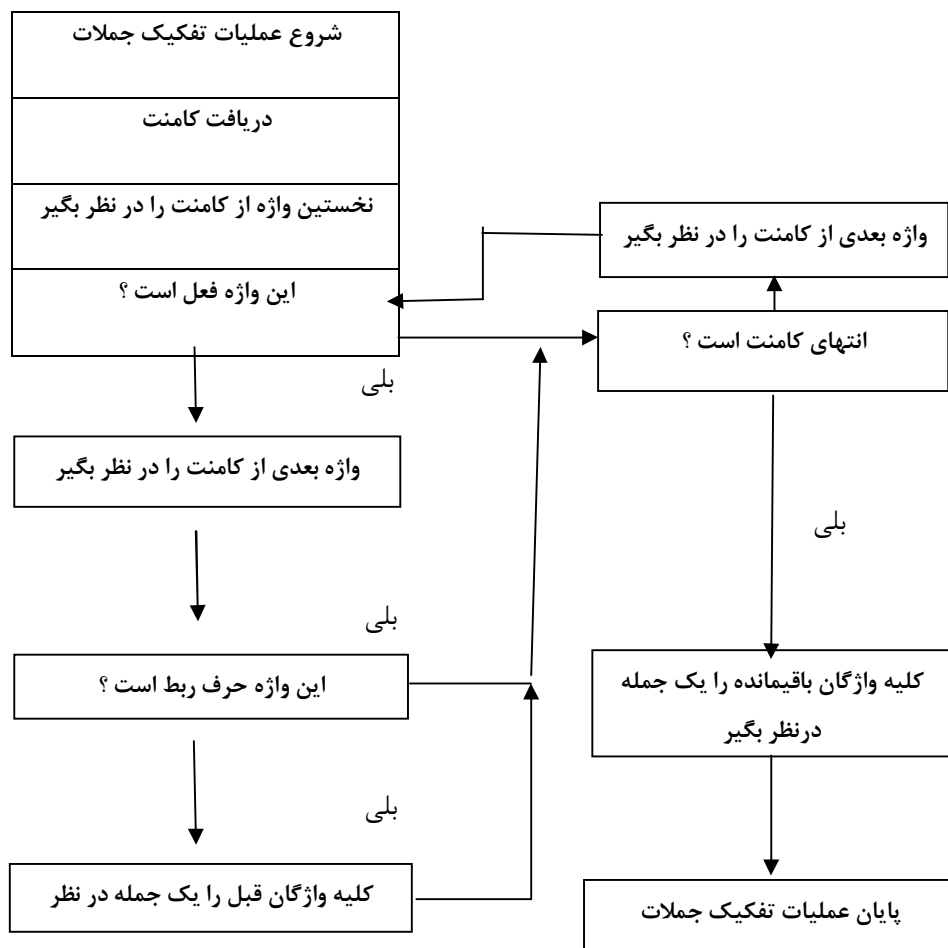 شروع عملیات تفکیک جملات
دریافت کامنت
نخستین واژه از کامنت را در نظر بگیر
این واژه فعل است ؟
واژه بعدی از کامنت را در نظر بگیر
انتهای کامنت است ؟
بلی
واژه بعدی از کامنت را در نظر بگیر
بلی
بلی
این واژه حرف ربط است ؟
کلیه واژگان باقیمانده را یک جمله
درنظر بگیر
بلی
کلیه واژگان قبل را یک جمله در نظر
پایان عملیات تفکیک جملات